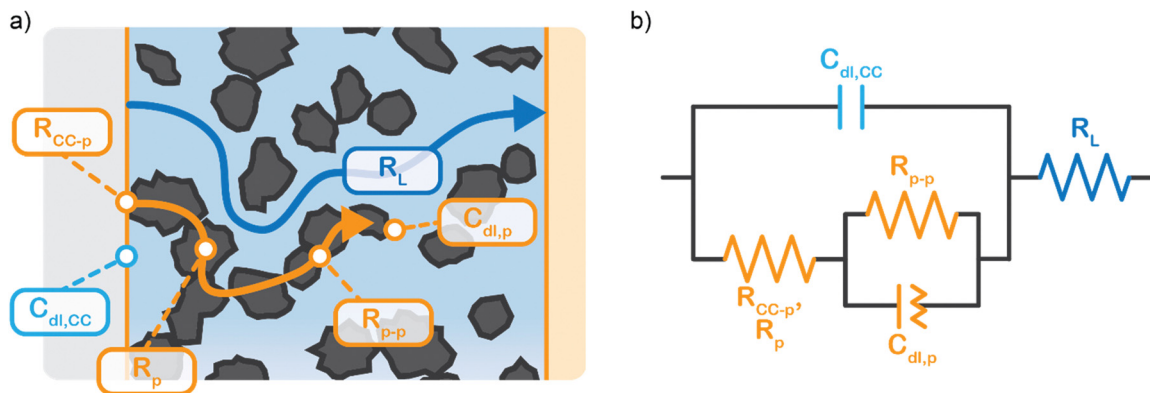 a)
R_CC-p
R_L
C_dl,p
C_dl,CC
R_p-p
R_p
b)
C_dl,CC
R_L
R_p-p
R_CC-p,
R_p
C_dl,p